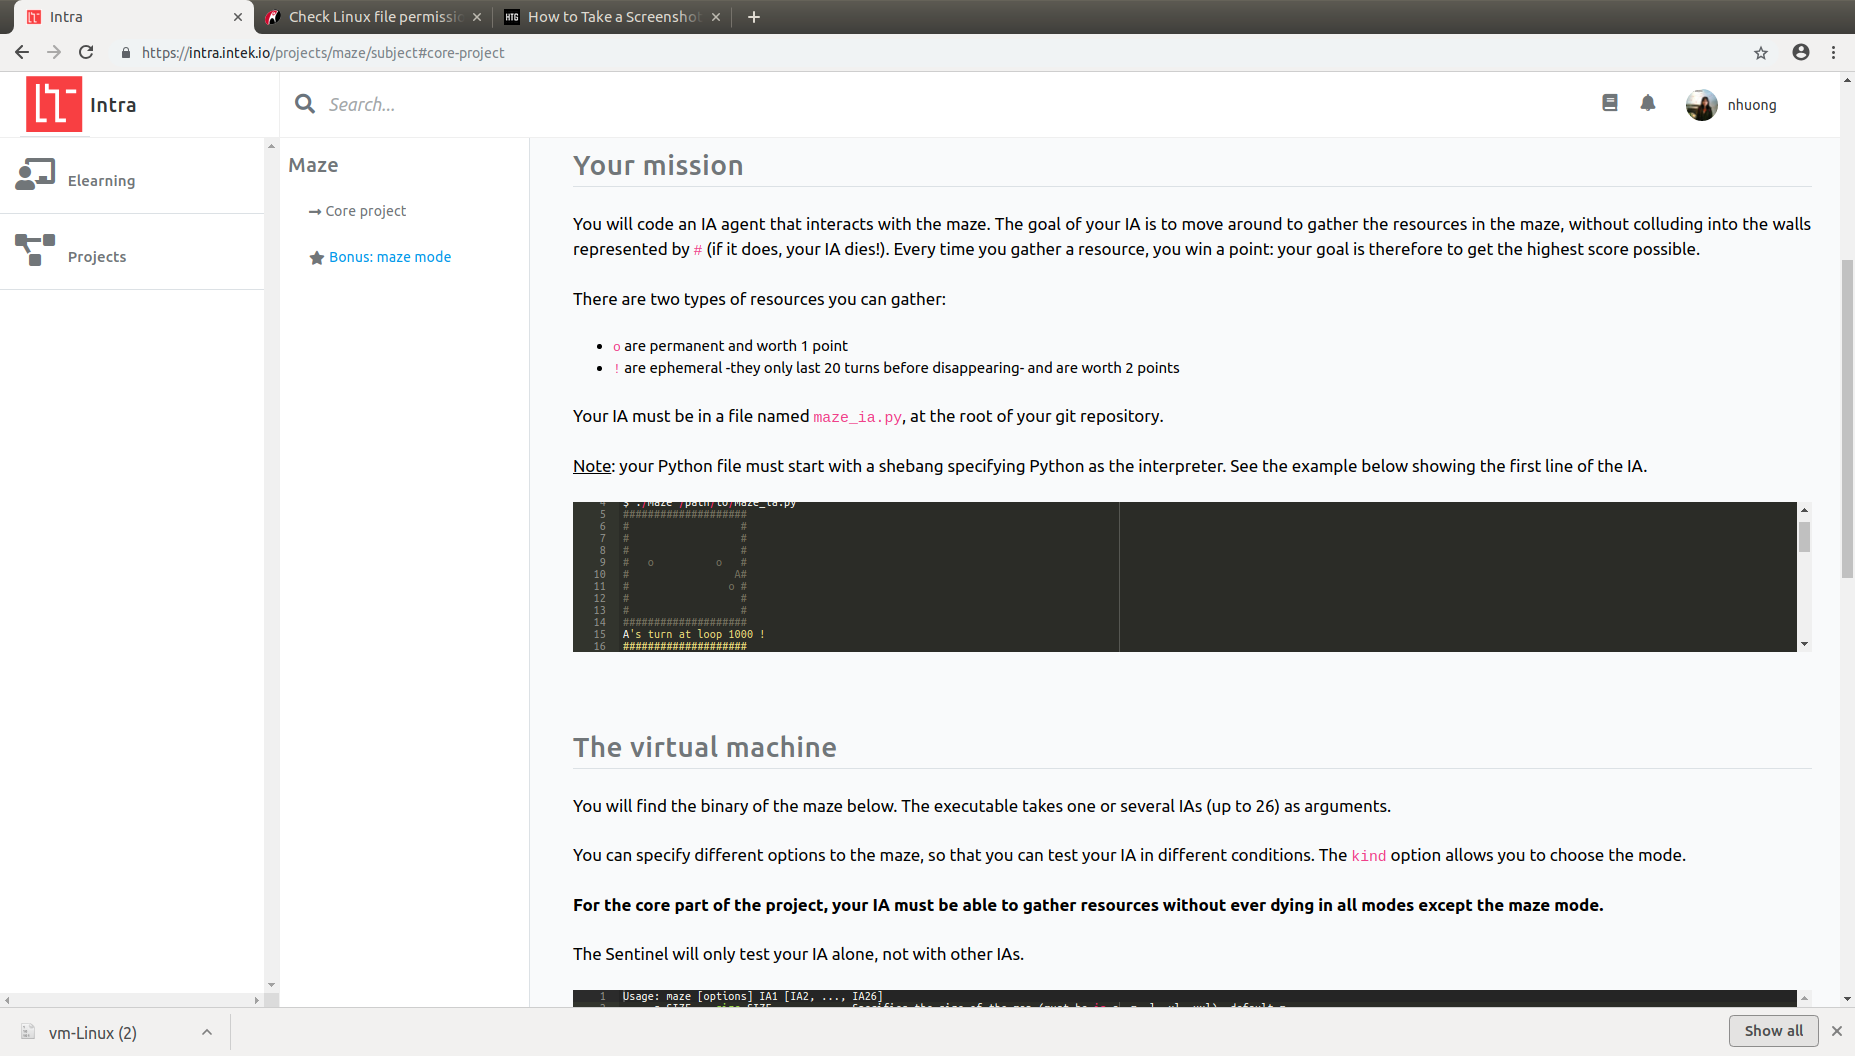 Intra
Check Linux file permissio
How to Take a Screenshot
https://intra.intek.io/projects/maze/subject#core-project
Intra
Search...
nhuong
Elearning
Projects
Maze
Core project
Bonus: maze mode
Your mission
You will code an IA agent that interacts with the maze. The goal of your IA is to move around to gather the resources in the maze, without colluding into the walls
represented by # (if it does, your IA dies!). Every time you gather a resource, you win a point: your goal is therefore to get the highest score possible.
There are two types of resources you can gather:
o are permanent and worth 1 point
! are ephemeral -they only last 20 turns before disappearing- and are worth 2 points
Your IA must be in a file named maze_ia.py, at the root of your git repository.
Note: your Python file must start with a shebang specifying Python as the interpreter. See the example below showing the first line of the IA.
4 $ ./maze /path/to/maze_ia.py
5 ####################
6 # #
7 # #
8 # #
9 # o o #
10 # A#
11 # o #
12 # #
13 # #
14 ####################
15 A's turn at loop 1000 !
16 ####################
The virtual machine
You will find the binary of the maze below. The executable takes one or several IAs (up to 26) as arguments.
You can specify different options to the maze, so that you can test your IA in different conditions. The kind option allows you to choose the mode.
For the core part of the project, your IA must be able to gather resources without ever dying in all modes except the maze mode.
The Sentinel will only test your IA alone, not with other IAs.
1 Usage: maze [options] IA1 [IA2, ..., IA26]
vm-Linux (2)
Show all